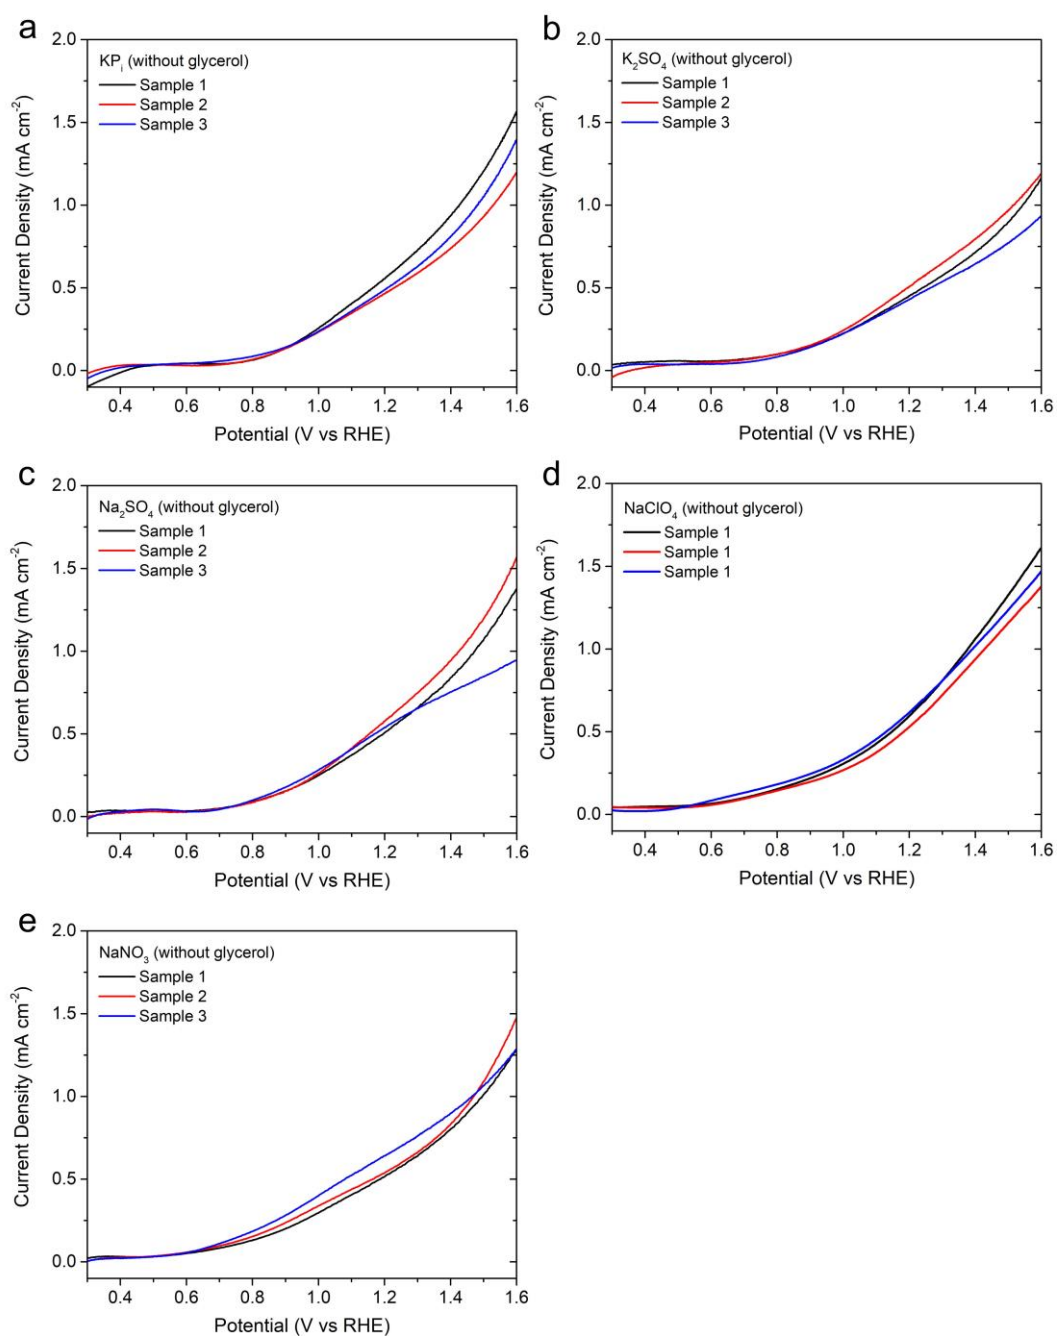 a
2.0
KPi (without glycerol)
Sample 1
Sample 2
Sample 3
1.5
1.0
0.5
0.0
Current Density (mA cm-2)
0.4 0.6 0.8 1.0 1.2 1.4 1.6
Potential (V vs RHE)
b
2.0
K2SO4 (without glycerol)
Sample 1
Sample 2
Sample 3
1.5
1.0
0.5
0.0
Current Density (mA cm-2)
0.4 0.6 0.8 1.0 1.2 1.4 1.6
Potential (V vs RHE)
c
2.0
Na2SO4 (without glycerol)
Sample 1
Sample 2
Sample 3
1.5
1.0
0.5
0.0
Current Density (mA cm-2)
0.4 0.6 0.8 1.0 1.2 1.4 1.6
Potential (V vs RHE)
d
2.0
NaClO4 (without glycerol)
Sample 1
Sample 1
Sample 1
1.5
1.0
0.5
0.0
Current Density (mA cm-2)
0.4 0.6 0.8 1.0 1.2 1.4 1.6
Potential (V vs RHE)
e
2.0
NaNO3 (without glycerol)
Sample 1
Sample 2
Sample 3
1.5
1.0
0.5
0.0
Current Density (mA cm-2)
0.4 0.6 0.8 1.0 1.2 1.4 1.6
Potential (V vs RHE)